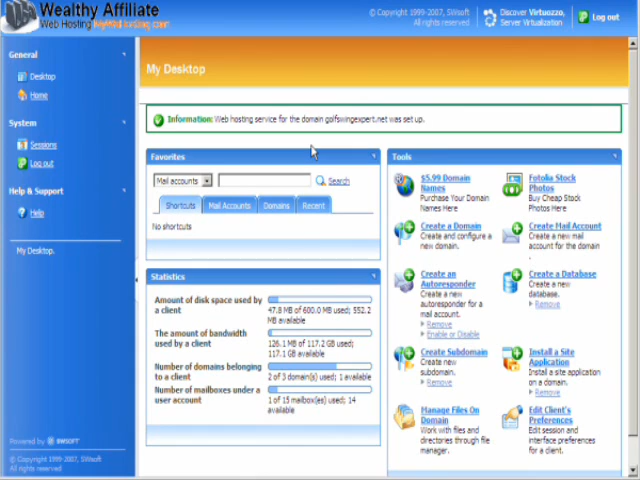 Wealthy Affiliate
Web Hosting
© Copyright 1999-2007, SWsoft
All rights reserved
Discover Virtuozzo,
Server Virtualization
Log out
General
Desktop
Home
System
Sessions
Log out
Help & Support
Help
My Desktop.
Powered by SWSOFT
© Copyright 1999-2007, SWsoft
All rights reserved
My Desktop
Information: Web hosting service for the domain golfswingexpert.net was set up.
Favorites
Mail accounts
Search
Shortcuts
Mail Accounts
Domains
Recent
No shortcuts
Statistics
Amount of disk space used by
a client
47.8 MB of 600.0 MB used; 552.2
MB available
The amount of bandwidth
used by a client
126.1 MB of 117.2 GB used;
117.1 GB available
Number of domains belonging
to a client
2 of 3 domain(s) used; 1 available
Number of mailboxes under a
user account
1 of 15 mailbox(es) used; 14
available
Tools
$5.99 Domain
Names
Purchase Your Domain
Names Here
Fotolia Stock
Photos
Buy Cheap Stock
Photos Here
Create a Domain
Create and configure a
new domain.
Create Mail Account
Create a new mail
account for the domain
.
Create an
Autoresponder
Create a new
autoresponder for a
mail account.
Remove
Enable or Disable
Create a Database
Create a new
database.
Remove
Create Subdomain
Create new
subdomain.
Remove
Install a Site
Application
Install a site application
on a domain.
Remove
Manage Files On
Domain
Work with files and
directories through file
manager.
Edit Client's
Preferences
Edit session and
interface preferences
for a client.